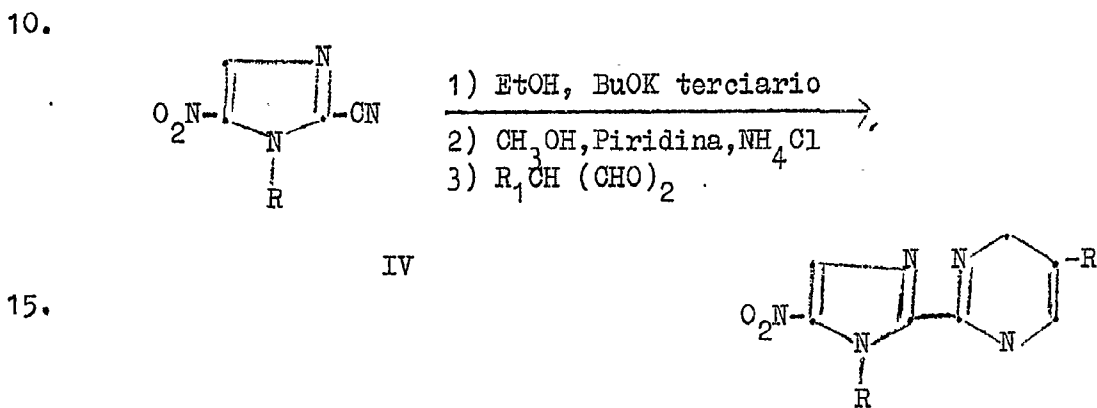 10.
N
O2N- -CN
N
R
1) EtOH, BuOK terciario
2) CH3OH,Piridina,NH4Cl
3) R1CH (CHO)2
IV
15.
N N -R
O2N-
N N
R